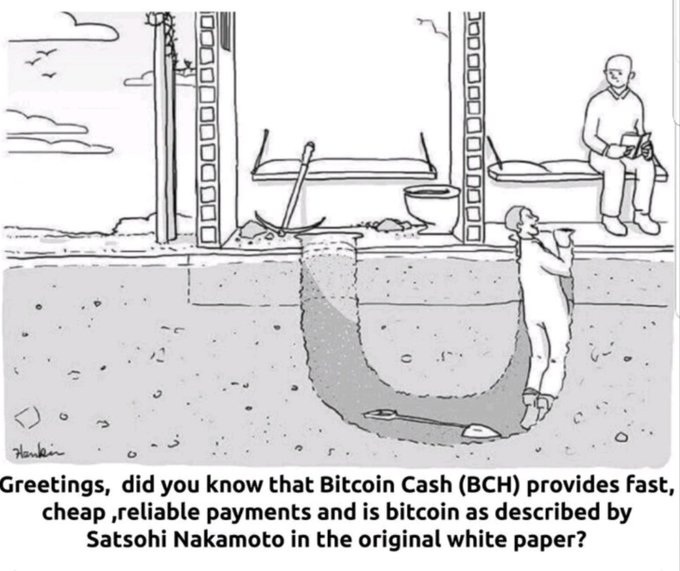 Hankin
Greetings, did you know that Bitcoin Cash (BCH) provides fast,
cheap ,reliable payments and is bitcoin as described by
Satsohi Nakamoto in the original white paper?